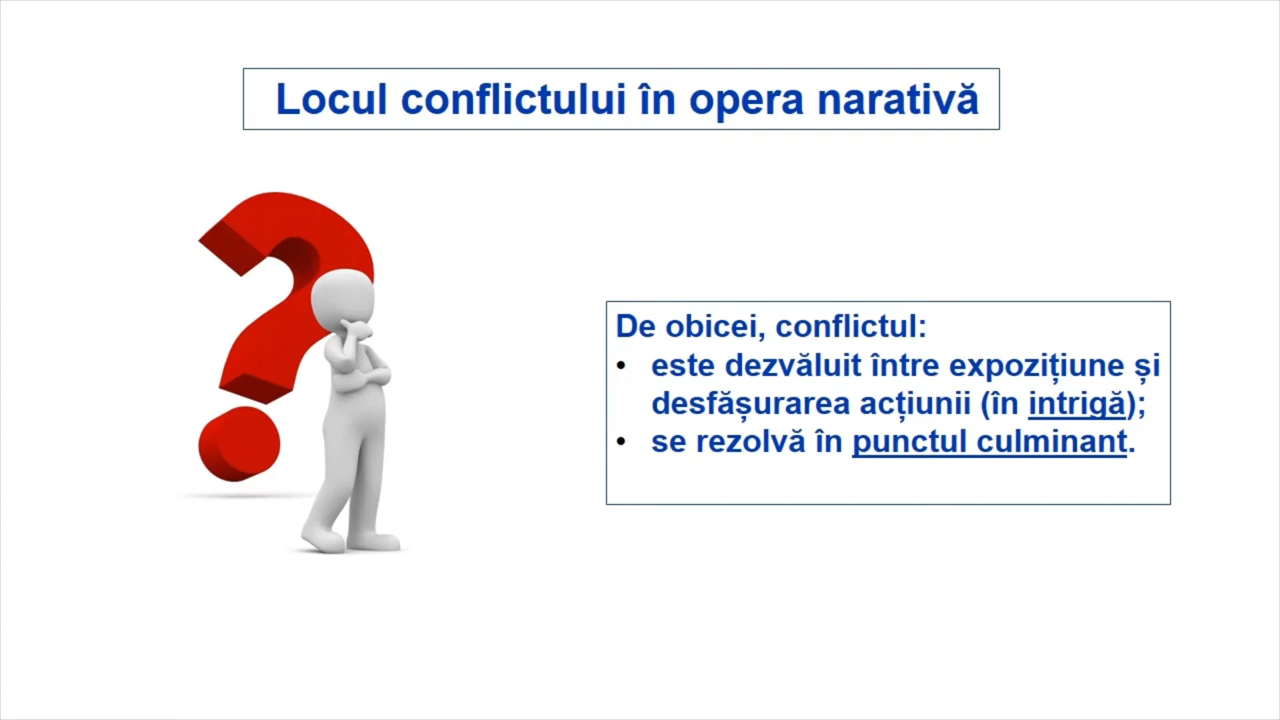 Locul conflictului în opera narativă
De obicei, conflictul:
• este dezvăluit între expozițiune și
desfășurarea acțiunii (în intrigă);
• se rezolvă în punctul culminant.